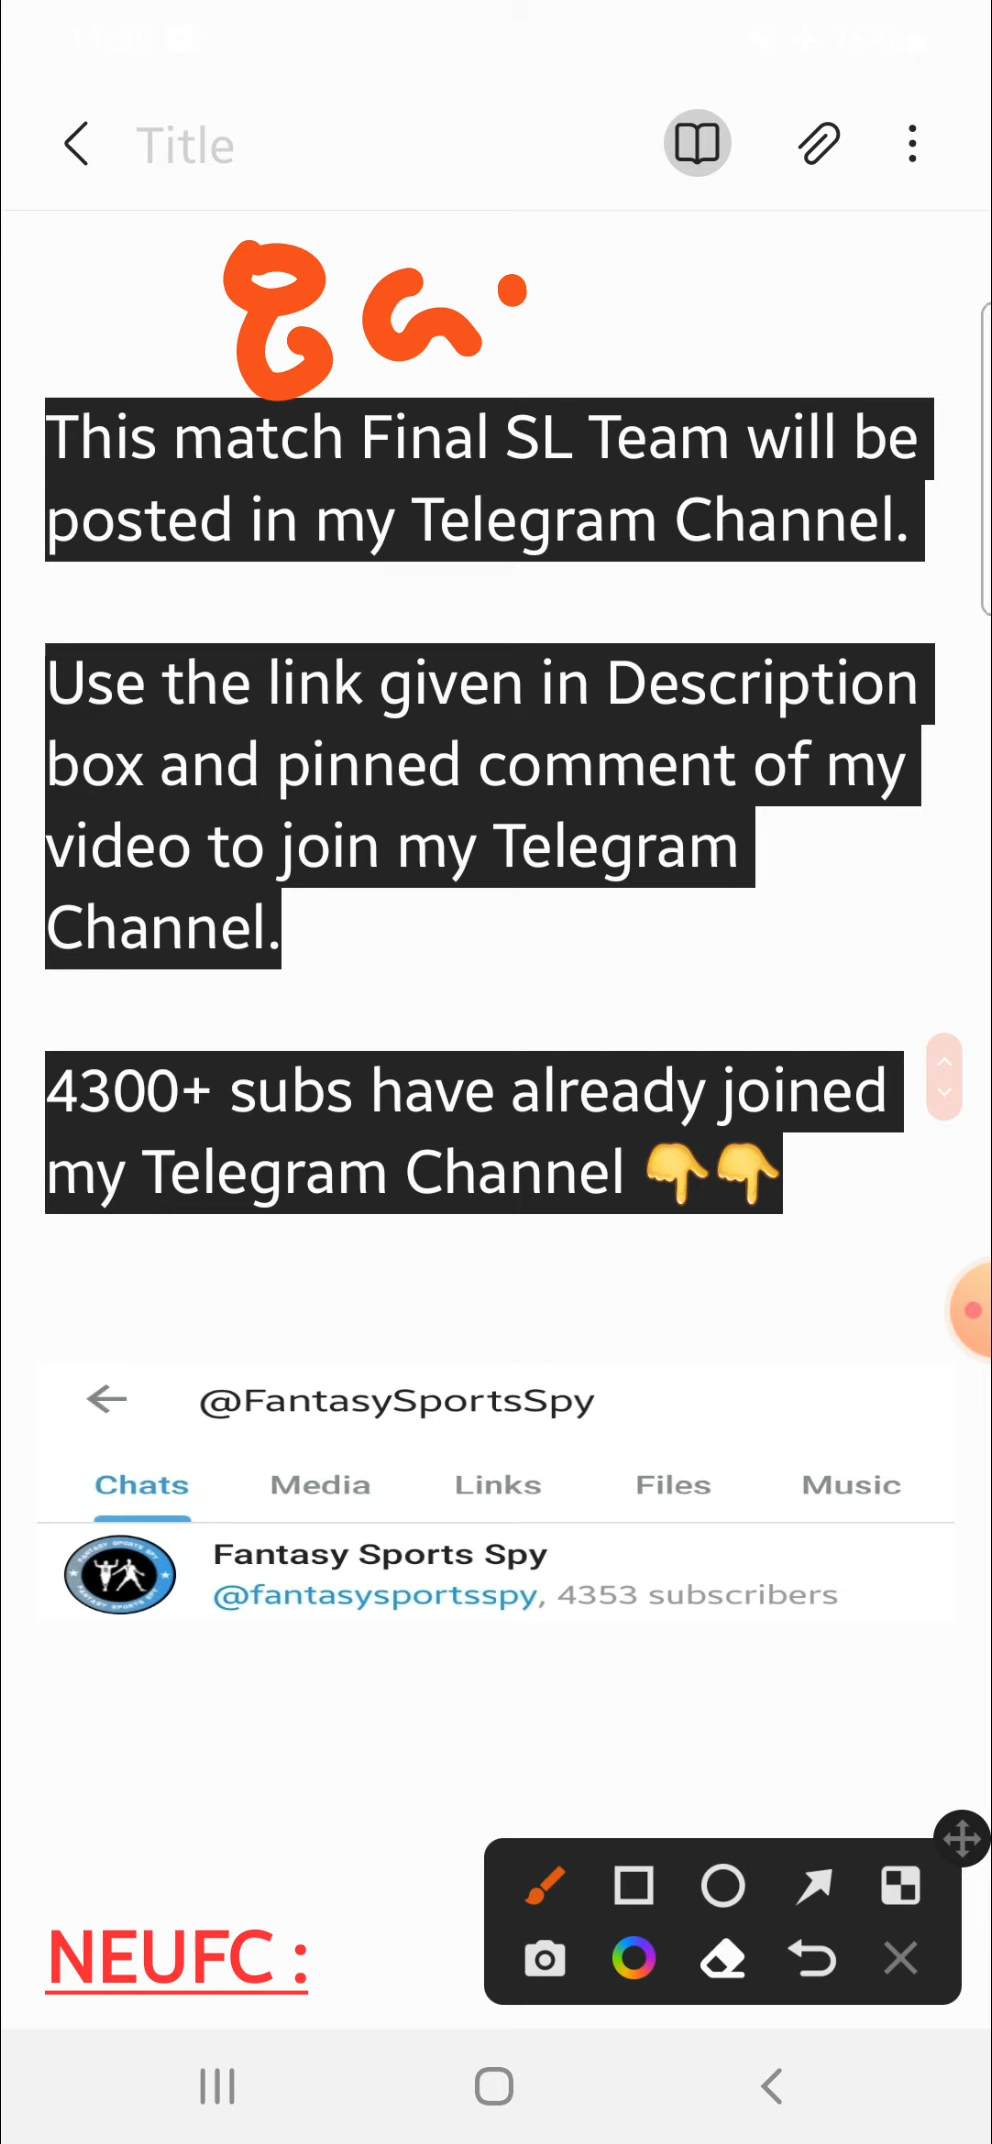 Title
This match Final SL Team will be
posted in my Telegram Channel.
Use the link given in Description
box and pinned comment of my
video to join my Telegram
Channel.
4300+ subs have already joined
my Telegram Channel 👇👇
@FantasySportsSpy
Chats Media Links Files Music
Fantasy Sports Spy
@fantasysportsspy, 4353 subscribers
NEUFC :